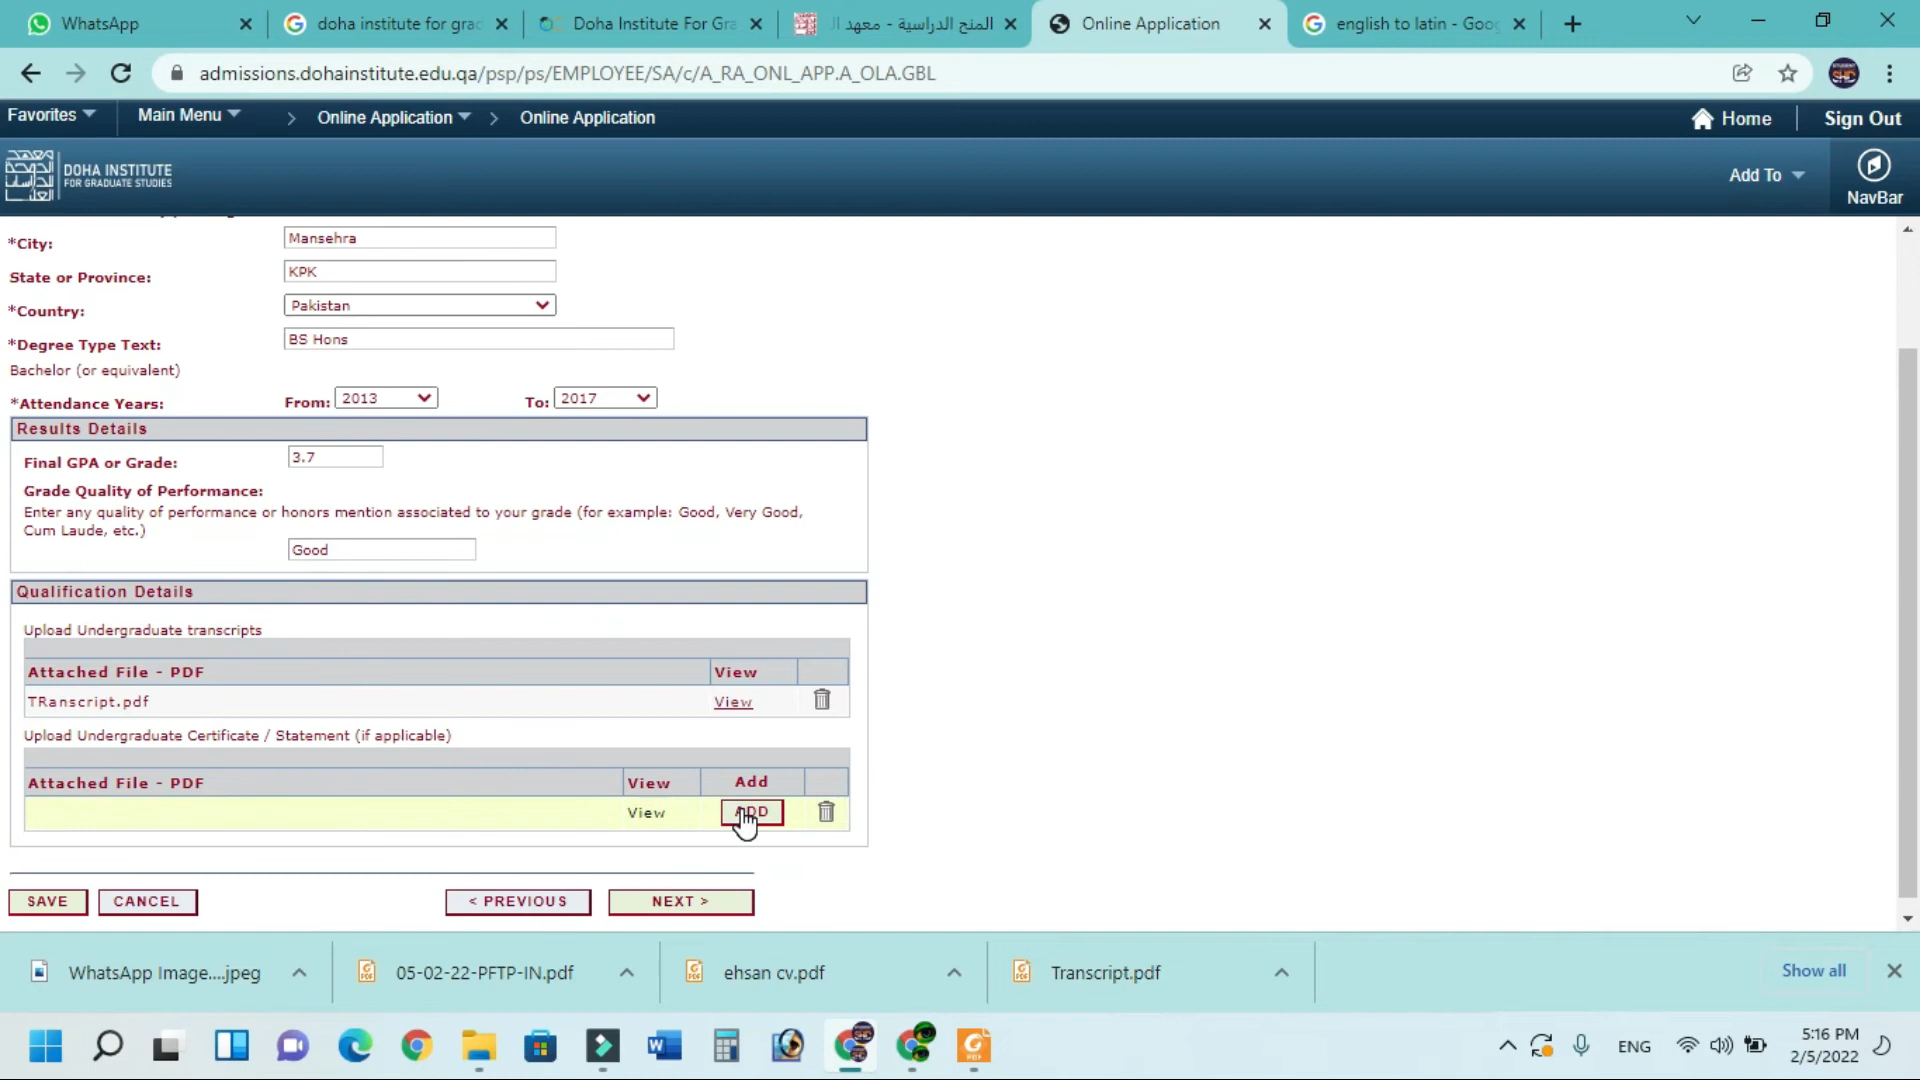 WhatsApp
doha institute for grad
Doha Institute For Gra
المنح الدراسية - معهد ال
Online Application
english to latin - Goog
admissions.dohainstitute.edu.qa/psp/ps/EMPLOYEE/SA/c/A_RA_ONL_APP.A_OLA.GBL
Favorites
Main Menu
Online Application
Online Application
Home
Sign Out
DOHA INSTITUTE
FOR GRADUATE STUDIES
Add To
NavBar
*City:
Mansehra
State or Province:
KPK
*Country:
Pakistan
*Degree Type Text:
BS Hons
Bachelor (or equivalent)
*Attendance Years:
From:
2013
To:
2017
Results Details
Final GPA or Grade:
3.7
Grade Quality of Performance:
Enter any quality of performance or honors mention associated to your grade (for example: Good, Very Good,
Cum Laude, etc.)
Good
Qualification Details
Upload Undergraduate transcripts
Attached File - PDF
View
TRanscript.pdf
View
Upload Undergraduate Certificate / Statement (if applicable)
Attached File - PDF
View
Add
View
ADD
SAVE
CANCEL
< PREVIOUS
NEXT >
WhatsApp Image....jpeg
05-02-22-PFTP-IN.pdf
ehsan cv.pdf
Transcript.pdf
Show all
ENG
5:16 PM
2/5/2022